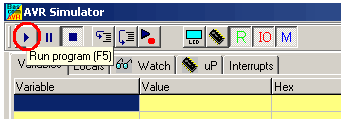 AVR Simulator
LCD R IO M
Run program (F5)
Variables Locals Watch uP Interrupts
Variable Value Hex